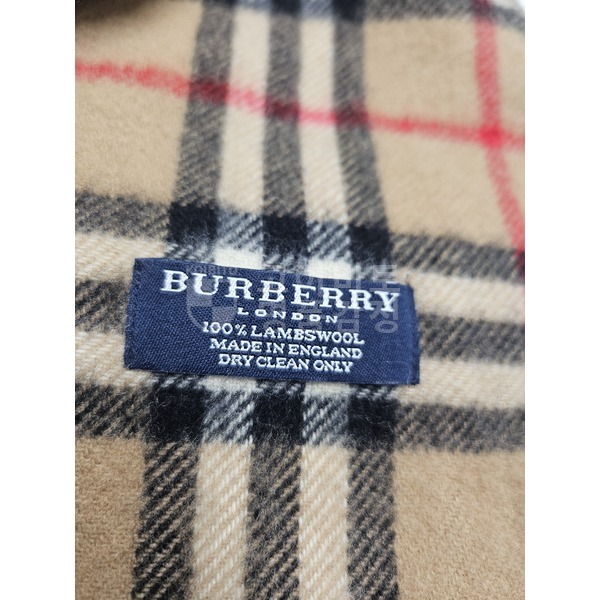 BURBERRY
LONDON
100% LAMBSWOOL
MADE IN ENGLAND
DRY CLEAN ONLY